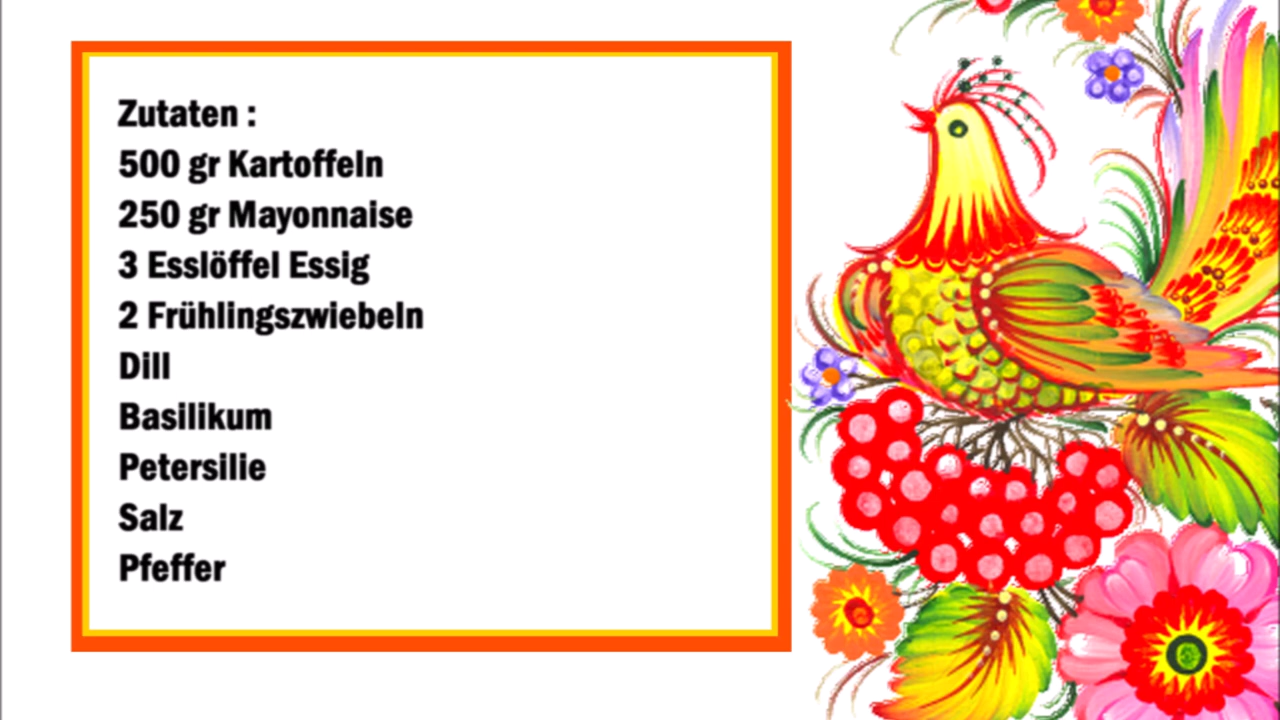 Zutaten :
500 gr Kartoffeln
250 gr Mayonnaise
3 Esslöffel Essig
2 Frühlingszwiebeln
Dill
Basilikum
Petersilie
Salz
Pfeffer